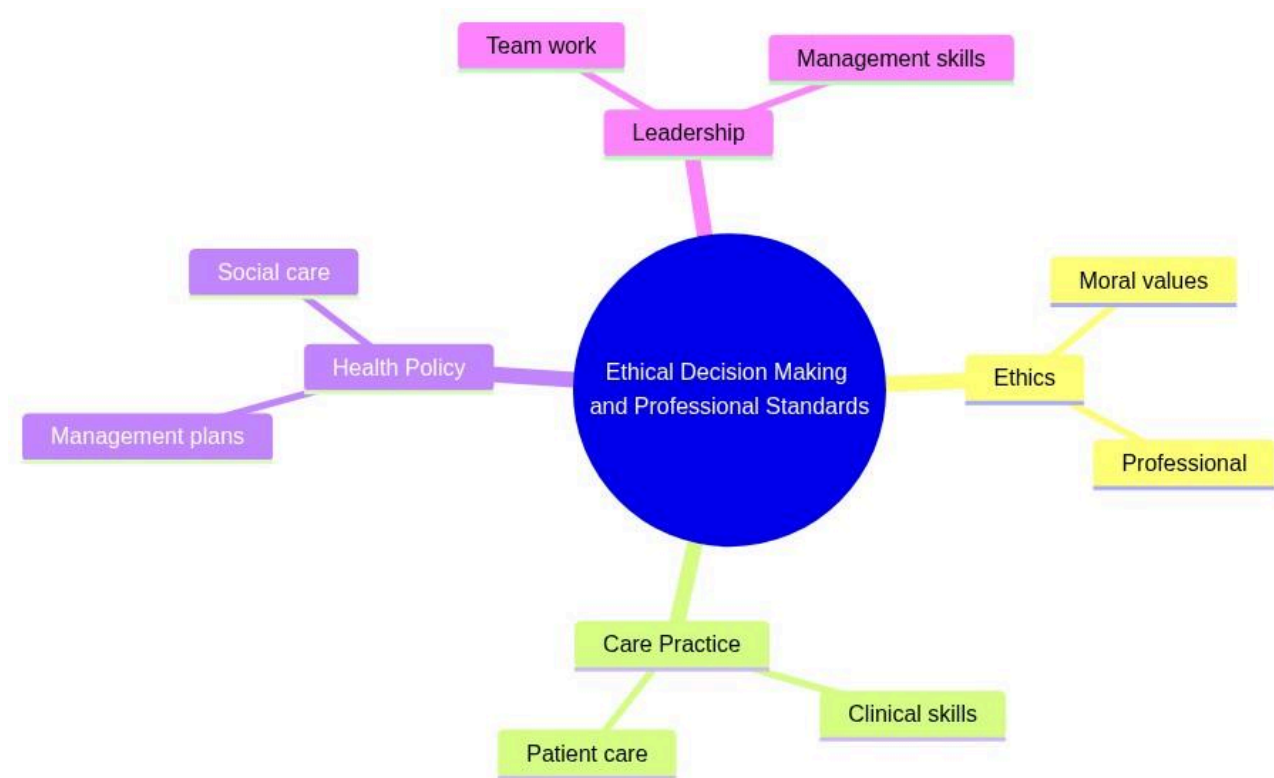 Team work
Management skills
Leadership
Social care
Moral values
Health Policy
Ethical Decision Making
and Professional Standards
Ethics
Management plans
Professional
Care Practice
Clinical skills
Patient care